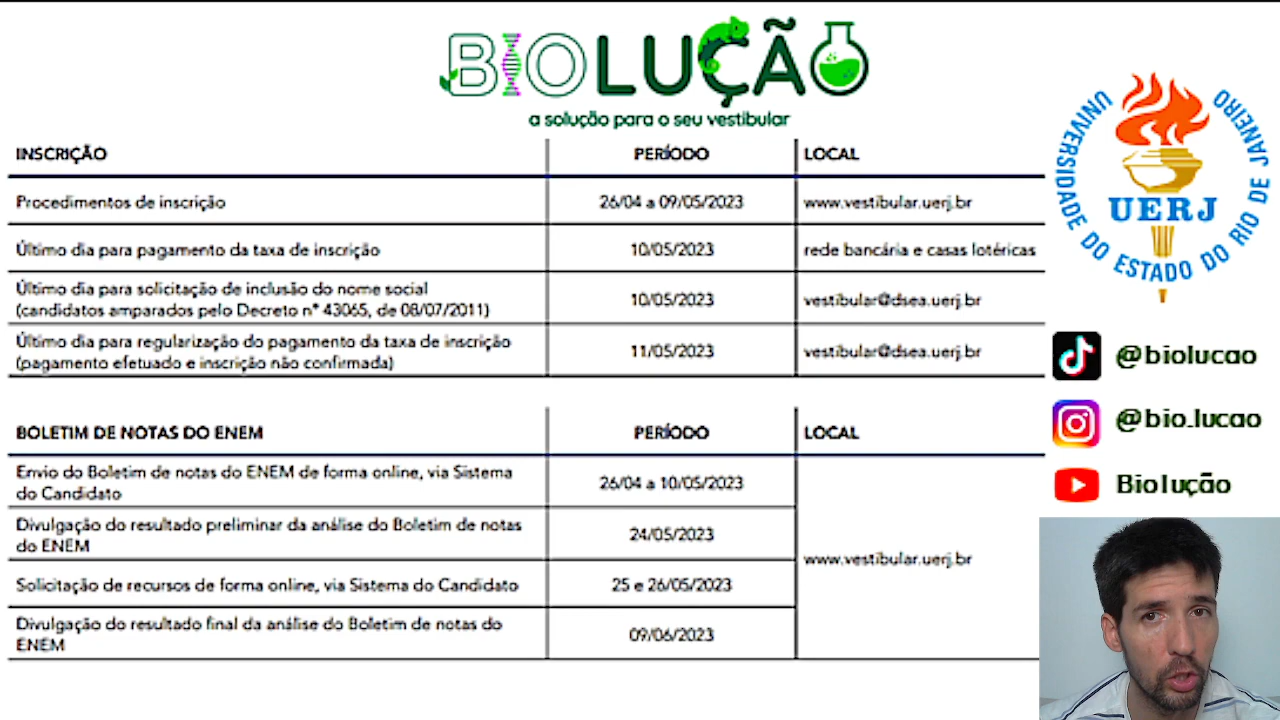 BIOLUÇÃO
a solução para o seu vestibular
INSCRIÇÃO PERÍODO LOCAL
Procedimentos de inscrição 26/04 a 09/05/2023 www.vestibular.uerj.br
Último dia para pagamento da taxa de inscrição 10/05/2023 rede bancária e casas lotéricas
Último dia para solicitação de inclusão do nome social
(candidatos amparados pelo Decreto nº 43065, de 08/07/2011) 10/05/2023 vestibular@dsea.uerj.br
Último dia para regularização do pagamento da taxa de inscrição
(pagamento efetuado e inscrição não confirmada) 11/05/2023 vestibular@dsea.uerj.br
BOLETIM DE NOTAS DO ENEM PERÍODO LOCAL
Envio do Boletim de notas do ENEM de forma online, via Sistema
do Candidato 26/04 a 10/05/2023
Divulgação do resultado preliminar da análise do Boletim de notas
do ENEM 24/05/2023
www.vestibular.uerj.br
Solicitação de recursos de forma online, via Sistema do Candidato 25 e 26/05/2023
Divulgação do resultado final da análise do Boletim de notas do
ENEM 09/06/2023
UNIVERSIDADE DO ESTADO DO RIO DE JANEIRO
UERJ
@biolucao
@bio.lucao
Biolução